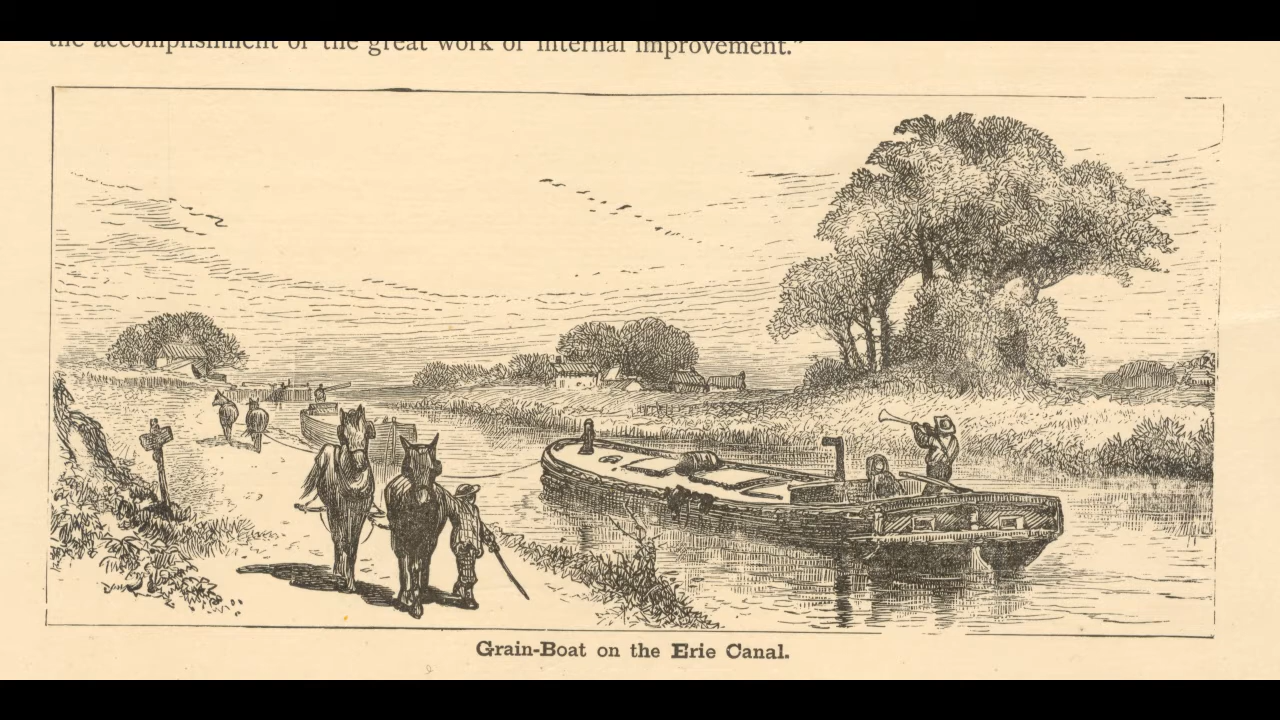 the accomplishment of the great work of internal improvement."
Grain-Boat on the Erie Canal.